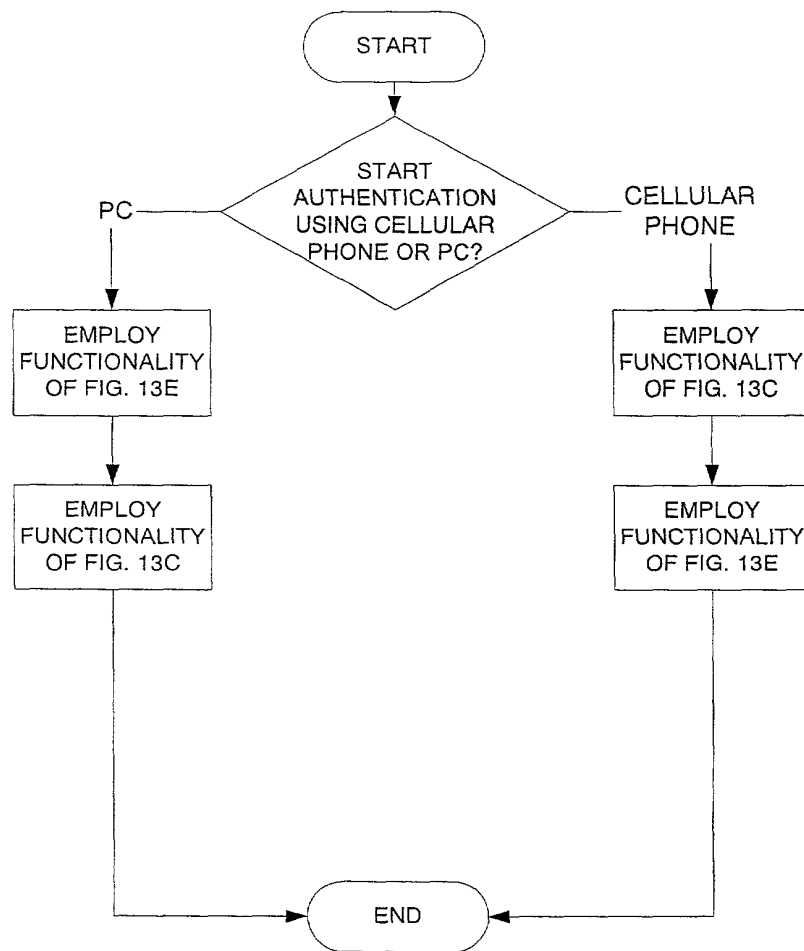 START
START
AUTHENTICATION
USING CELLULAR
PHONE OR PC?
PC
CELLULAR
PHONE
EMPLOY
FUNCTIONALITY
OF FIG. 13E
EMPLOY
FUNCTIONALITY
OF FIG. 13C
EMPLOY
FUNCTIONALITY
OF FIG. 13C
EMPLOY
FUNCTIONALITY
OF FIG. 13E
END